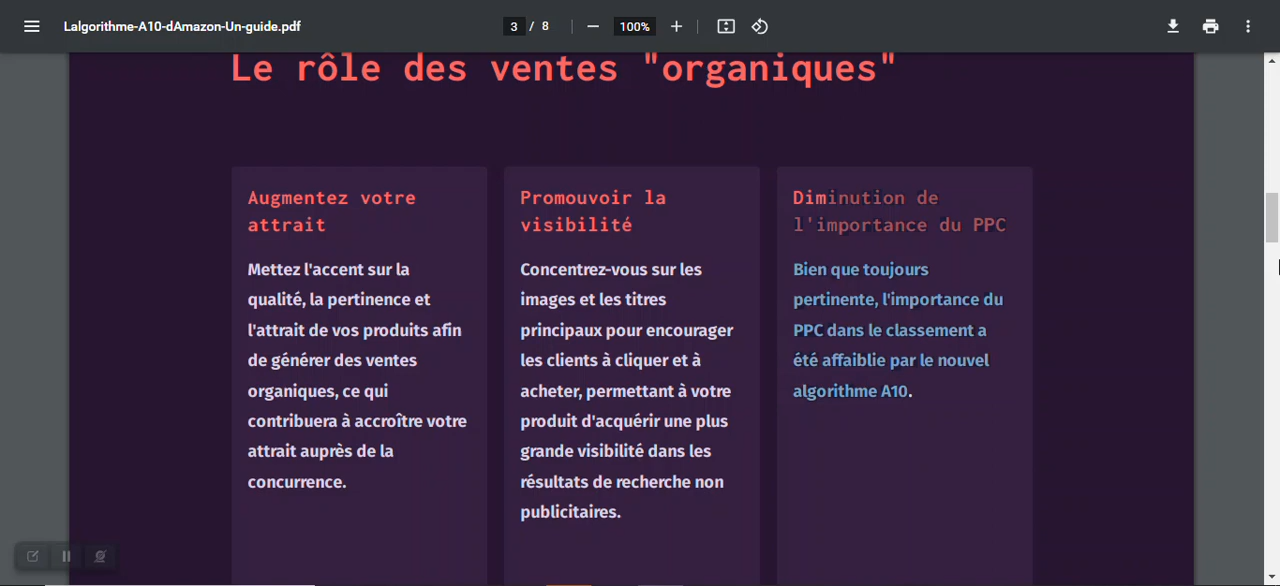 Lalgorithme-A10-dAmazon-Un-guide.pdf
3 / 8
100%
Le rôle des ventes "organiques"
Augmentez votre
attrait
Mettez l'accent sur la
qualité, la pertinence et
l'attrait de vos produits afin
de générer des ventes
organiques, ce qui
contribuera à accroître votre
attrait auprès de la
concurrence.
Promouvoir la
visibilité
Concentrez-vous sur les
images et les titres
principaux pour encourager
les clients à cliquer et à
acheter, permettant à votre
produit d'acquérir une plus
grande visibilité dans les
résultats de recherche non
publicitaires.
Diminution de
l'importance du PPC
Bien que toujours
pertinente, l'importance du
PPC dans le classement a
été affaiblie par le nouvel
algorithme A10.